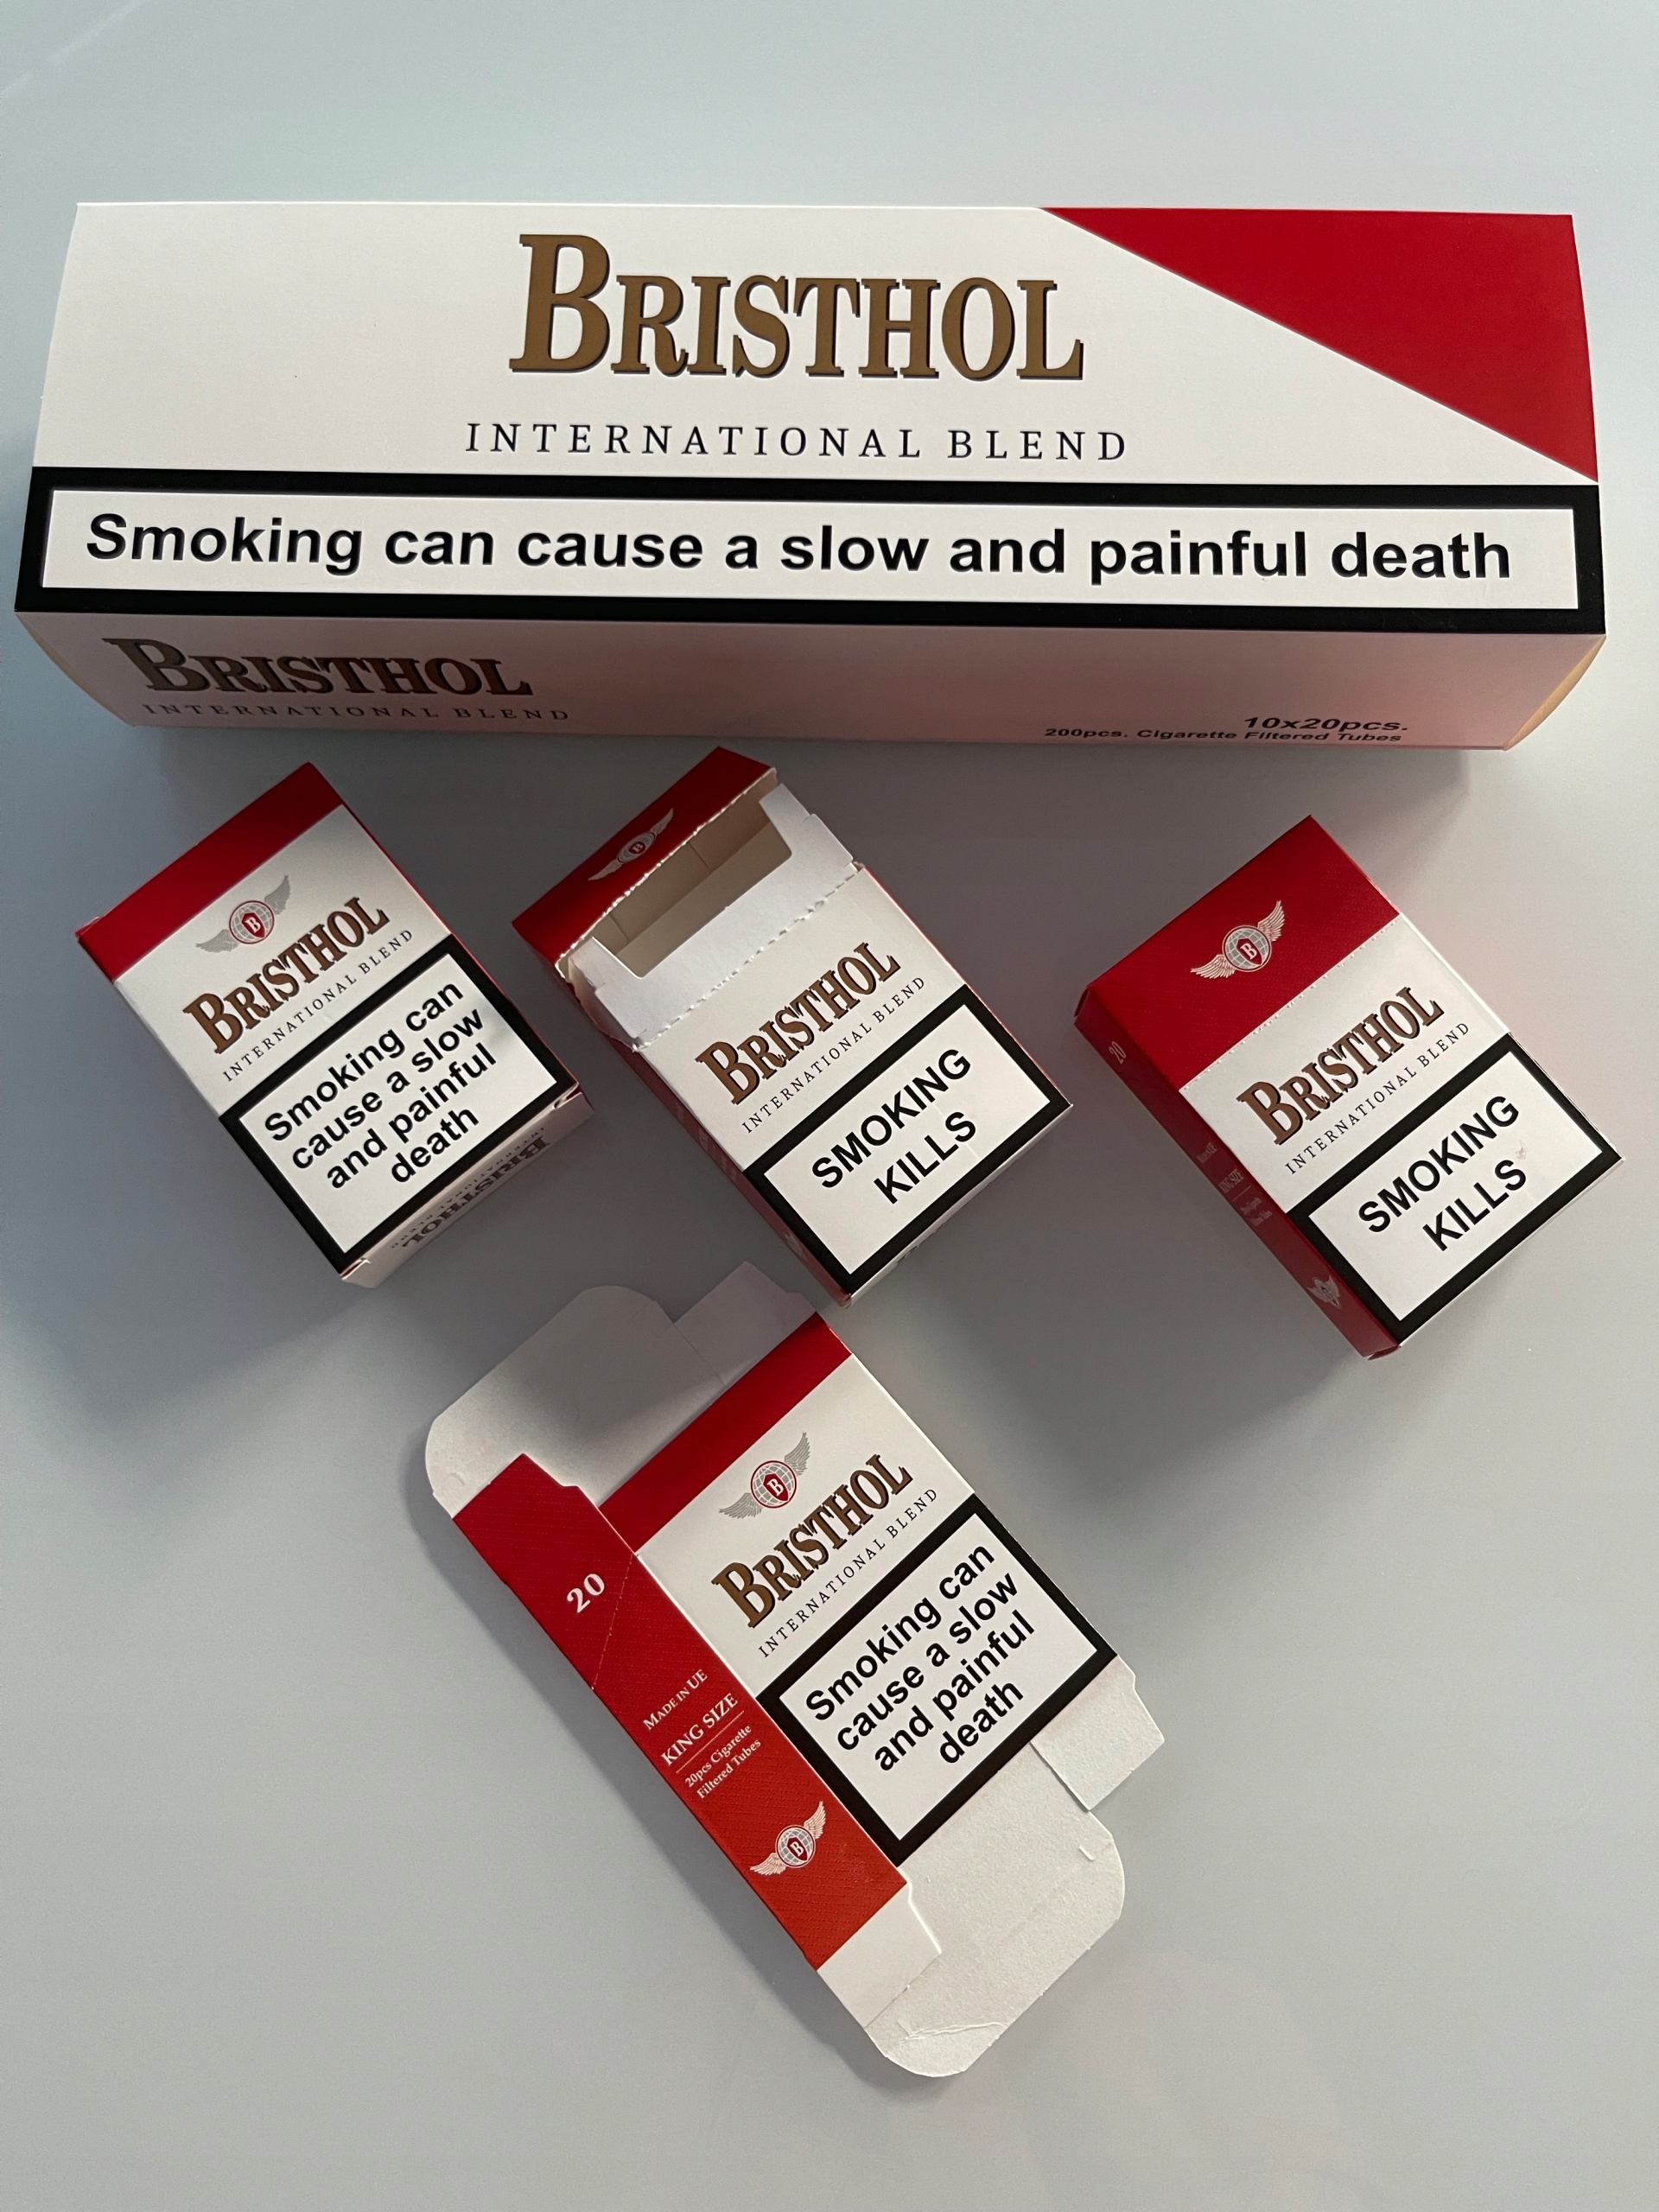 BRISTHOL
INTERNATIONAL BLEND
Smoking can cause a slow and painful death
BRISTHOL
INTERNATIONAL BLEND
10x20pcs.
200pcs. Cigarette Filtered Tubes
B
BRISTHOL
INTERNATIONAL BLEND
Smoking can
cause a slow
and painful
death
BRISTHOL
B
BRISTHOL
INTERNATIONAL BLEND
SMOKING
KILLS
B
BRISTHOL
INTERNATIONAL BLEND
SMOKING
KILLS
20
KING SIZE
B
BRISTHOL
INTERNATIONAL BLEND
Smoking can
cause a slow
and painful
death
20
MADE IN UE
KING SIZE
20pcs Cigarette
Filtered Tubes
B